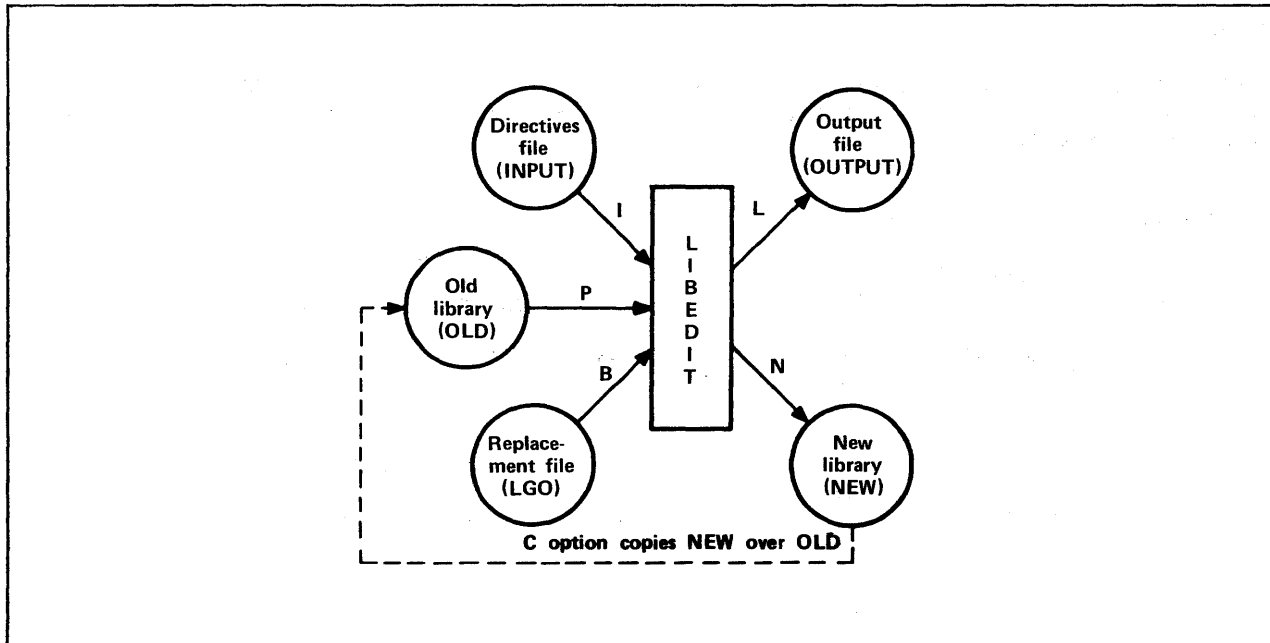 Directives
file
(INPUT)
Output
file
(OUTPUT)
I
L
L
I
B
E
D
I
T
Old
library
(OLD)
P
B
N
Replace-
ment file
(LGO)
New
library
(NEW)
C option copies NEW over OLD